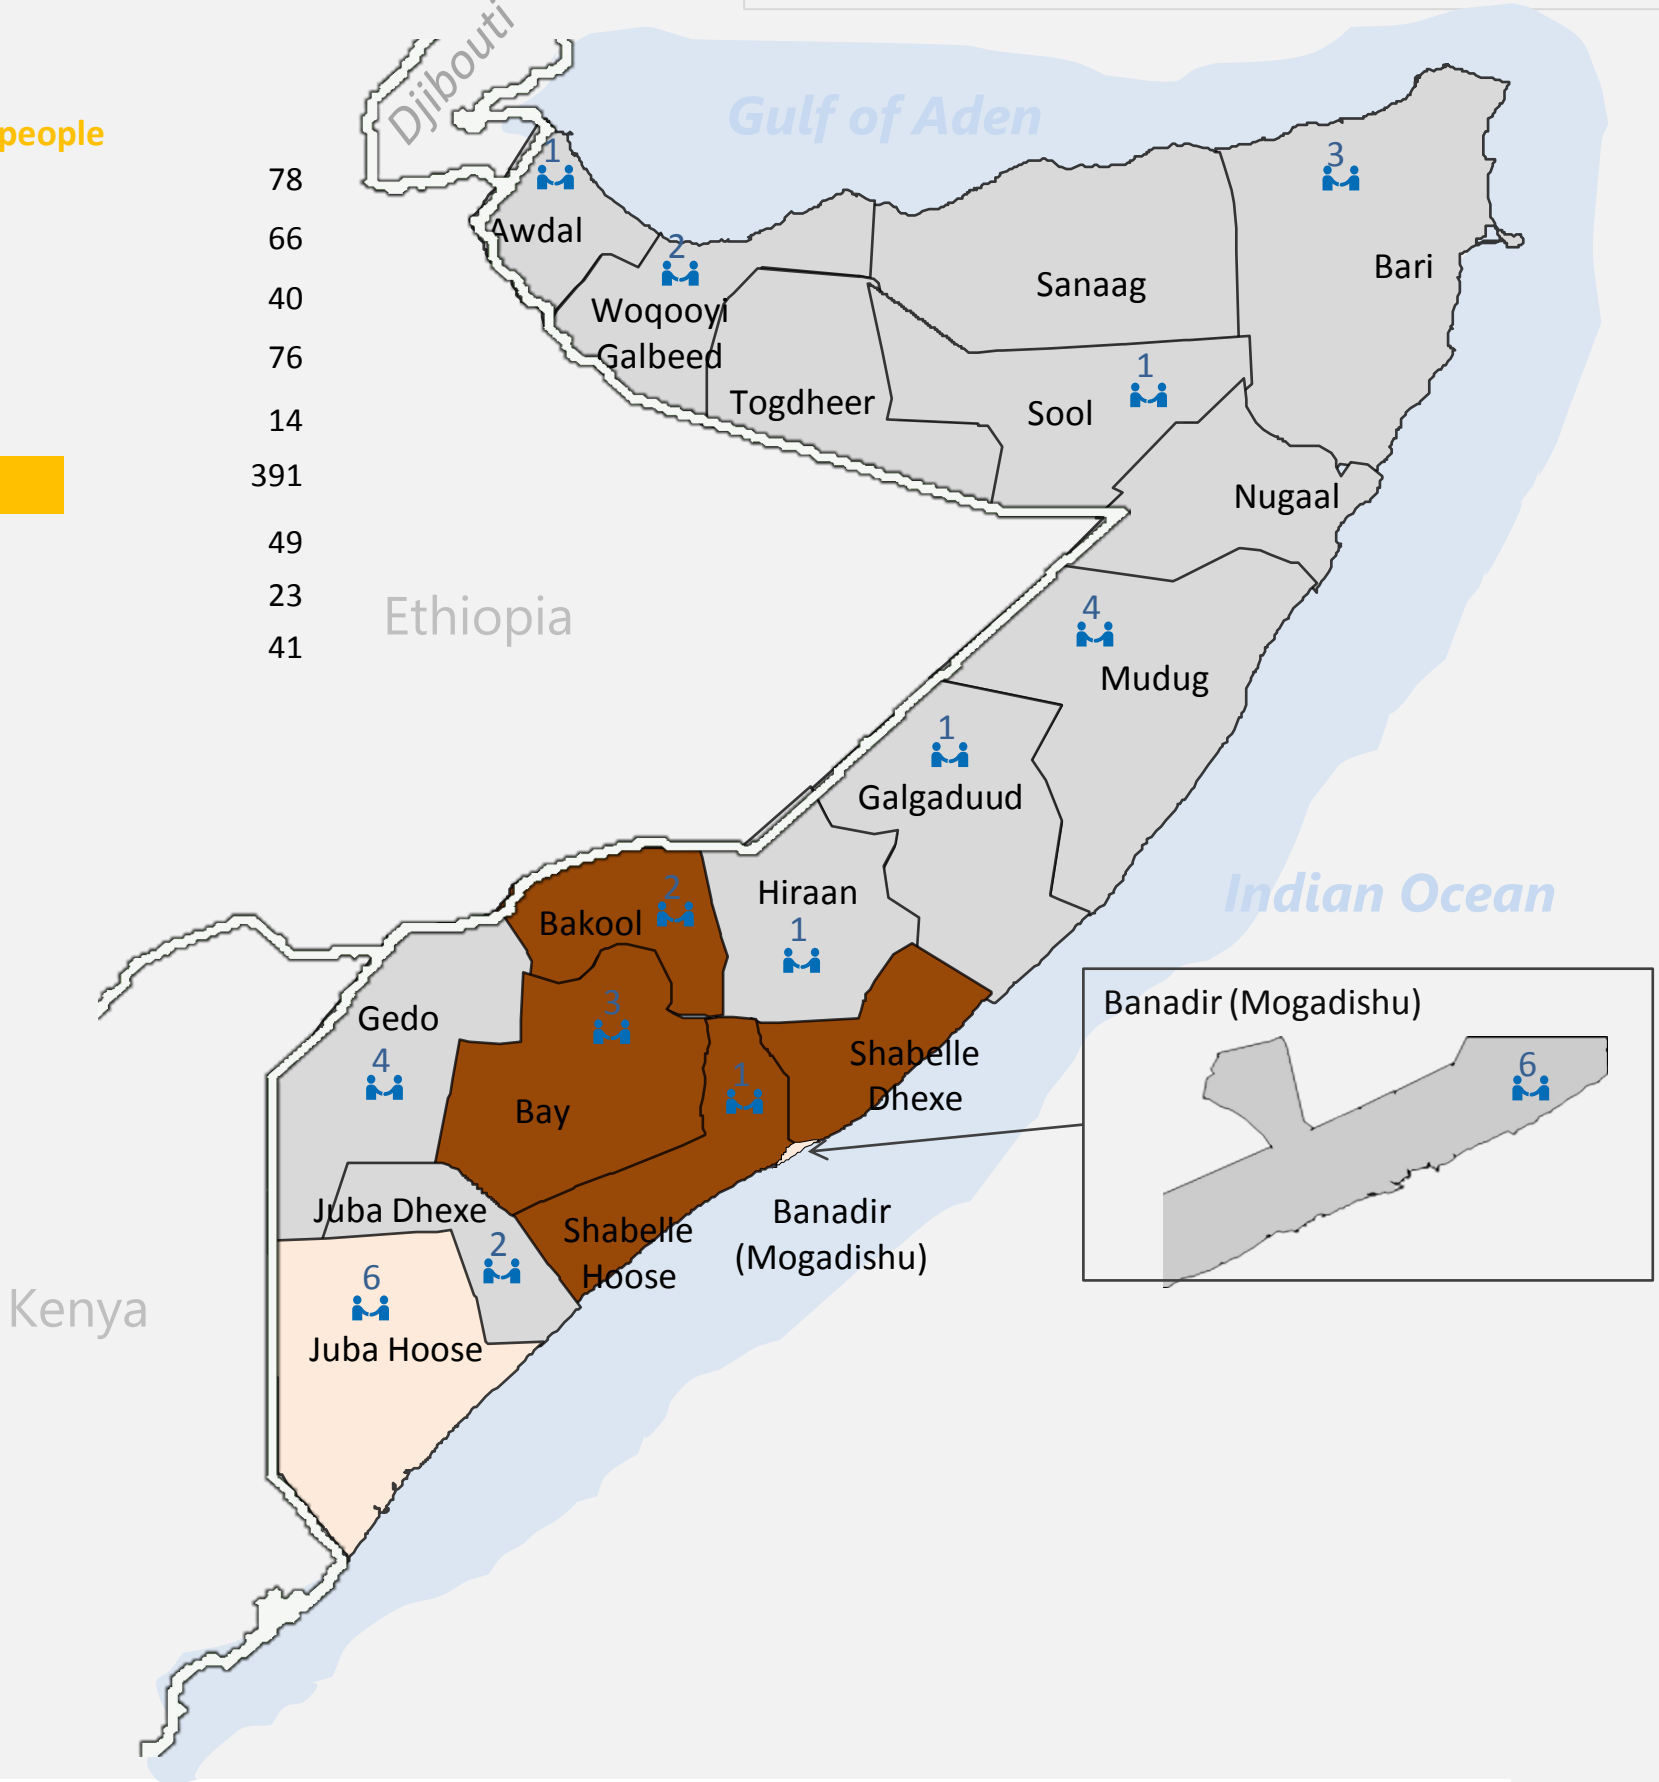 Djibouti
Gulf of Aden
people
78
66
40
76
14
391
49
23
41
1
Awdal
2
Woqooyi
Galbeed
Togdheer
Sanaag
3
Bari
1
Sool
Nugaal
Ethiopia
4
Mudug
1
Galgaduud
Hiraan
1
Indian Ocean
2
Bakool
3
Bay
Gedo
4
1
Shabelle
Dhexe
Banadir (Mogadishu)
6
Juba Dhexe
2
Shabelle
Hoose
Banadir
(Mogadishu)
Kenya
6
Juba Hoose